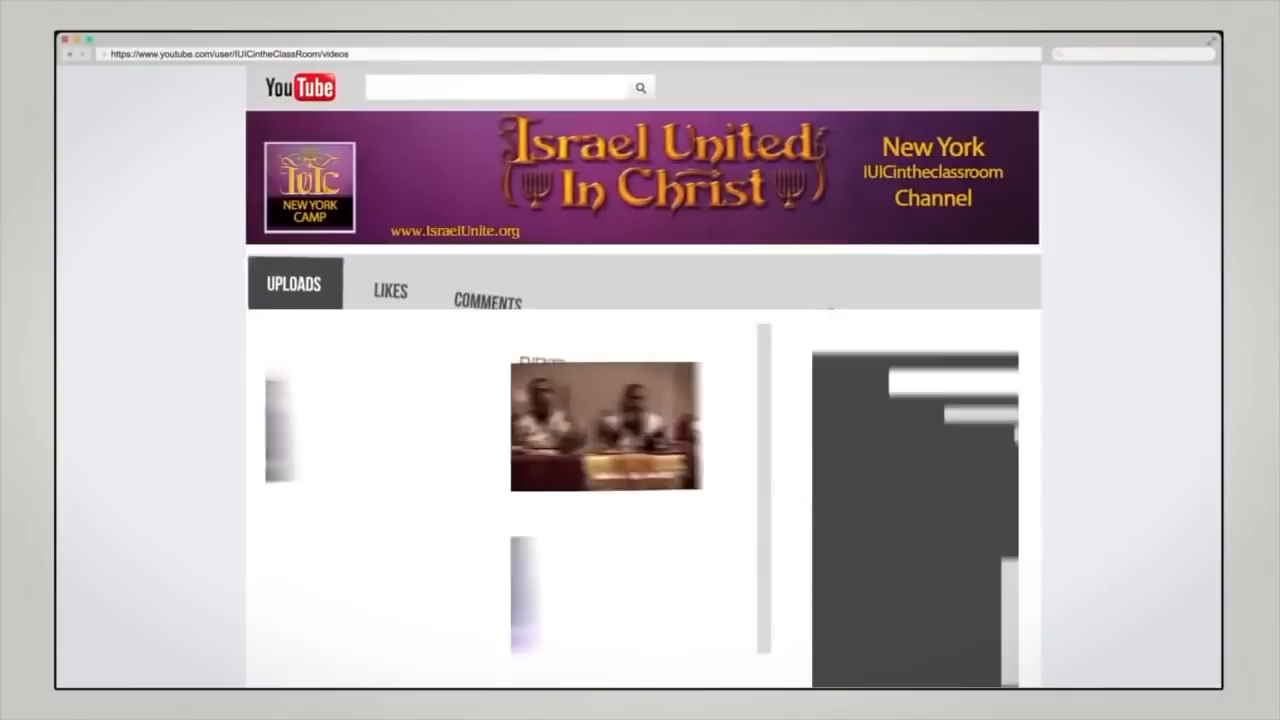 https://www.youtube.com/user/IUICintheClassRoom/videos
YouTube
Israel United
In Christ
New York
IUICintheclassroom
Channel
IUIC
NEW YORK
CAMP
www.IsraelUnite.org
UPLOADS
LIKES
COMMENTS